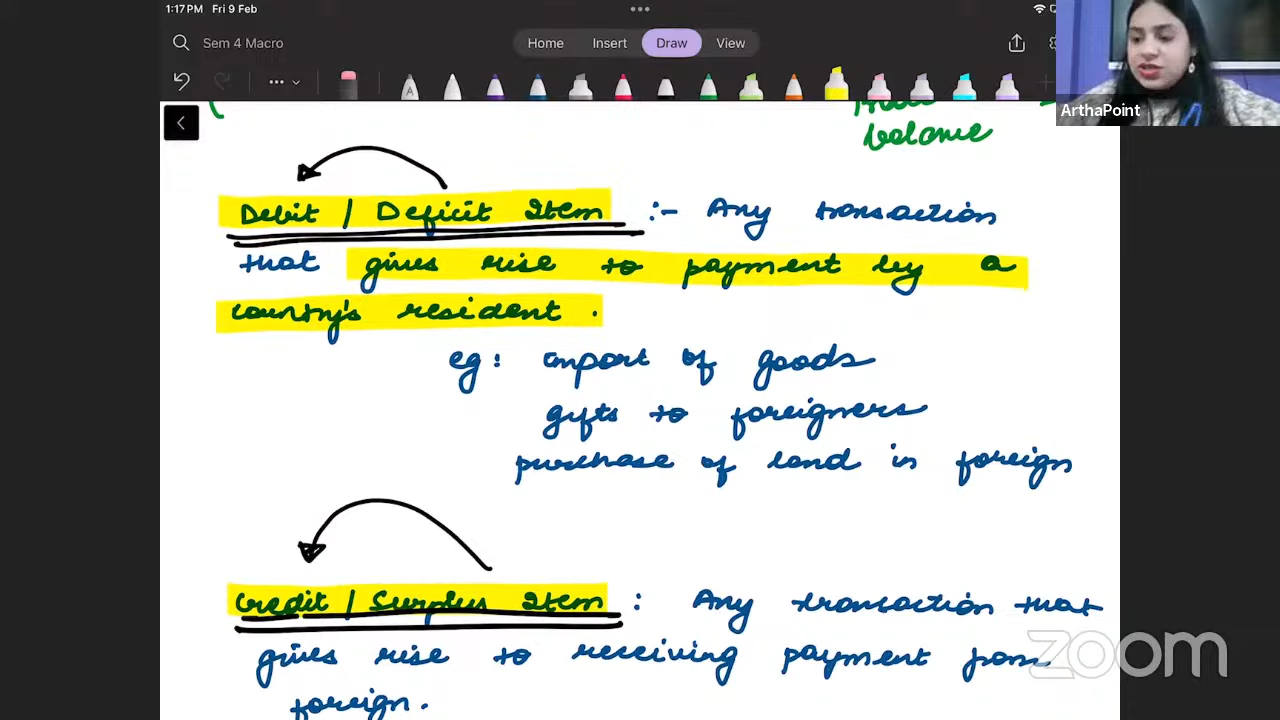 1:17PM Fri 9 Feb
Sem 4 Macro
Home Insert Draw View
ArthaPoint
balance
Debit / Deficit Item :- Any transaction
that gives rise to payment by a
country's resident.
eg: import of goods
gifts to foreigners
purchase of land in foreign
Credit / Surplus Item : Any transaction that
gives rise to receiving payment from
foreign.
zoom